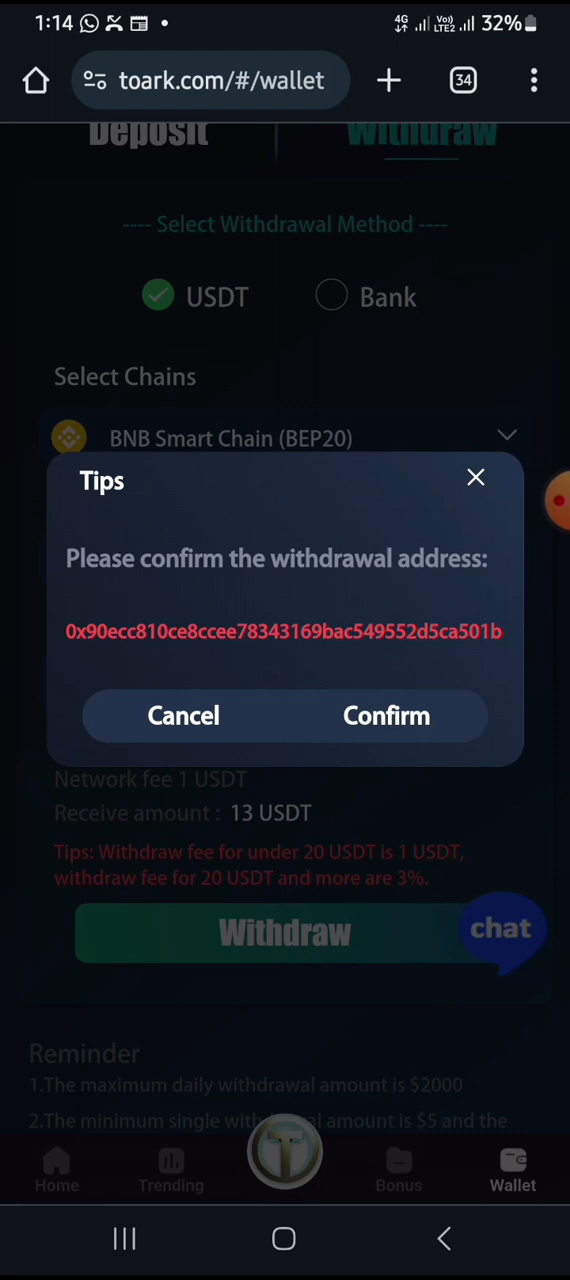 1:14
4G Vo)) LTE2 32%
toark.com/#/wallet 34
Deposit Withdraw
---- Select Withdrawal Method ----
USDT Bank
Select Chains
BNB Smart Chain (BEP20)
Tips
Please confirm the withdrawal address:
0x90ecc810ce8ccee78343169bac549552d5ca501b
Cancel Confirm
Network fee 1 USDT
Receive amount : 13 USDT
Tips: Withdraw fee for under 20 USDT is 1 USDT,
withdraw fee for 20 USDT and more are 3%.
Withdraw
chat
Reminder
1.The maximum daily withdrawal amount is $2000
2.The minimum single withdrawal amount is $5 and the
Home Trending T Bonus Wallet